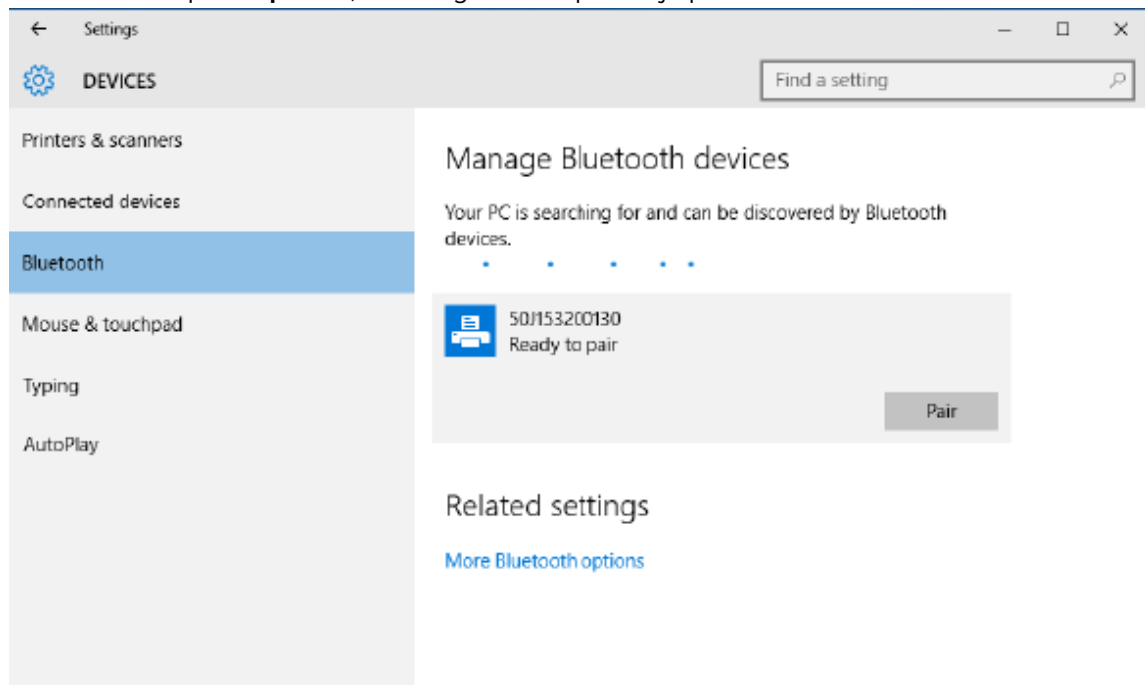 Settings
DEVICES
Find a setting
Printers & scanners
Connected devices
Bluetooth
Mouse & touchpad
Typing
AutoPlay
Manage Bluetooth devices
Your PC is searching for and can be discovered by Bluetooth
devices.
50J153200130
Ready to pair
Pair
Related settings
More Bluetooth options